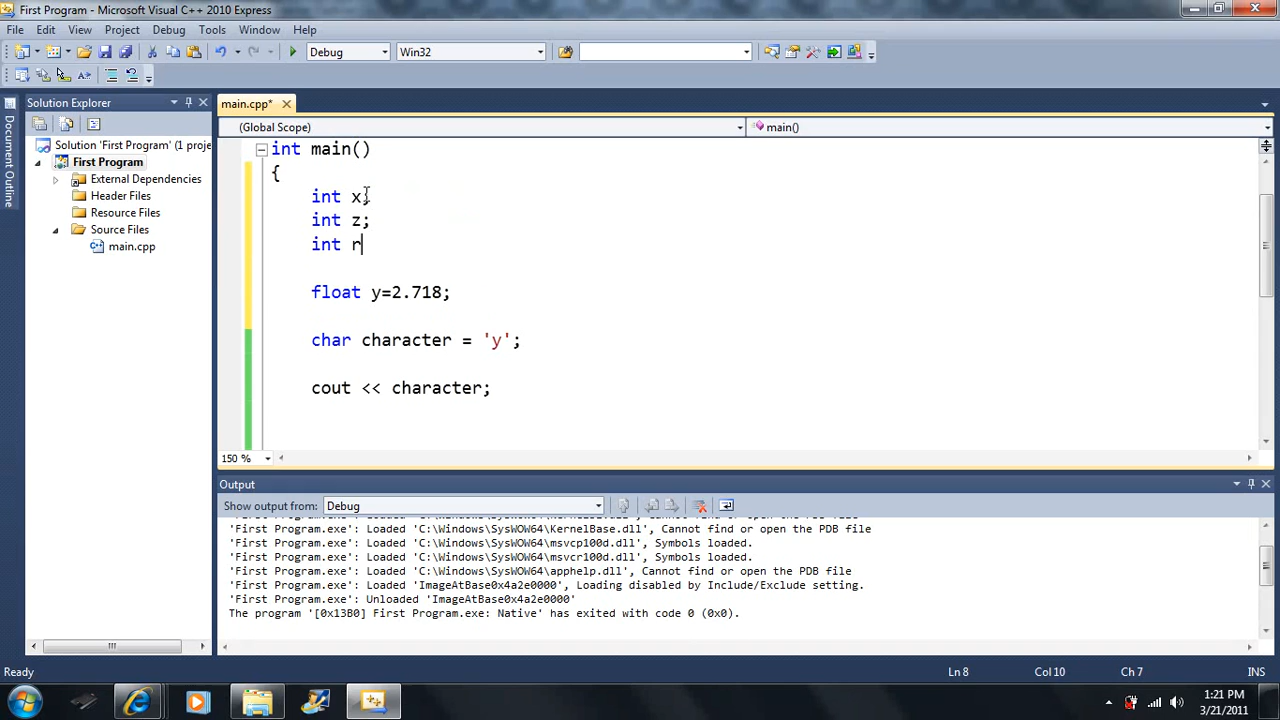 First Program - Microsoft Visual C++ 2010 Express
File Edit View Project Debug Tools Window Help
Debug Win32
Solution Explorer
main.cpp*
Document Outline
(Global Scope) main()
Solution 'First Program' (1 proje
First Program
External Dependencies
Header Files
Resource Files
Source Files
main.cpp
int main()
{
int x;
int z;
int r
float y=2.718;
char character = 'y';
cout << character;
150 %
Output
Show output from: Debug
'First Program.exe': Loaded 'C:\Windows\SysWOW64\KernelBase.dll', Cannot find or open the PDB file
'First Program.exe': Loaded 'C:\Windows\SysWOW64\msvcp100d.dll', Symbols loaded.
'First Program.exe': Loaded 'C:\Windows\SysWOW64\msvcr100d.dll', Symbols loaded.
'First Program.exe': Loaded 'C:\Windows\SysWOW64\apphelp.dll', Cannot find or open the PDB file
'First Program.exe': Loaded 'ImageAtBase0x4a2e0000', Loading disabled by Include/Exclude setting.
'First Program.exe': Unloaded 'ImageAtBase0x4a2e0000'
The program '[0x13B0] First Program.exe: Native' has exited with code 0 (0x0).
Ready Ln 8 Col 10 Ch 7 INS
1:21 PM
3/21/2011